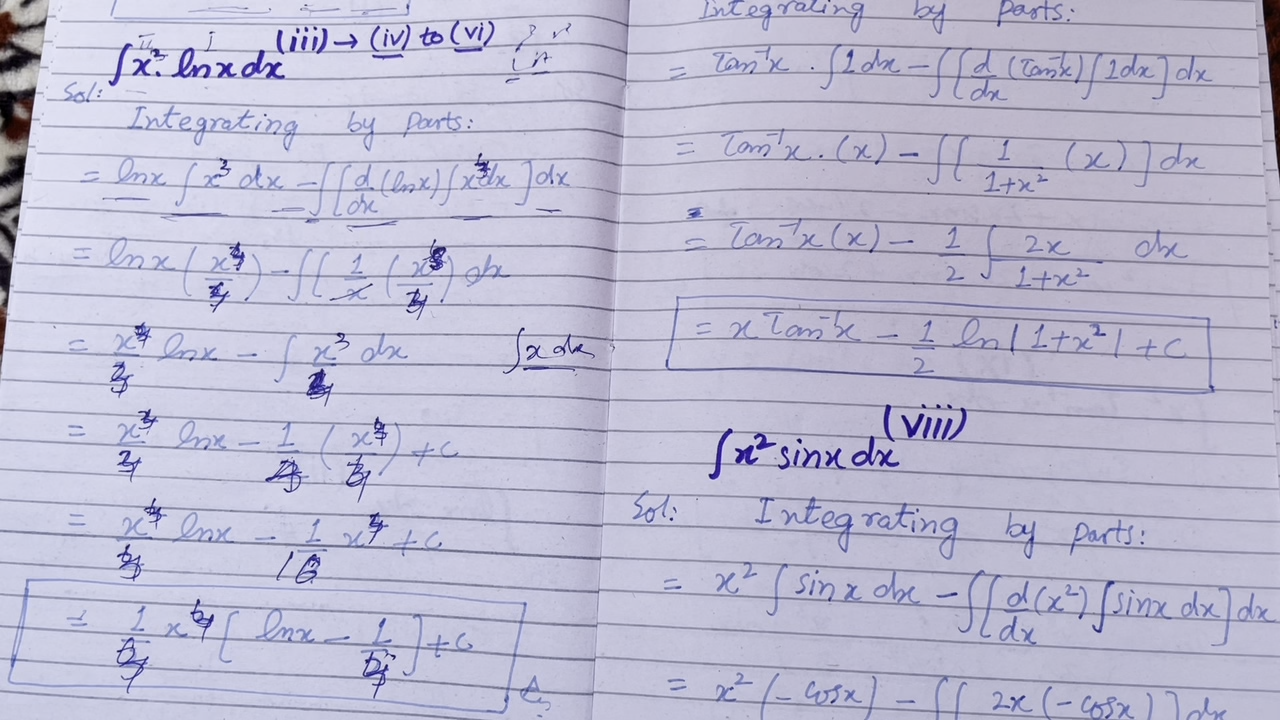 (iii) → (iv) to (vi)
II I
∫x³. lnx dx
Sol:
Integrating by parts:
= lnx ∫ x³ dx − ∫[d/dx (lnx) ∫ x³ dx] dx
= lnx (x⁴/4) − ∫[1/x (x⁴/4) dx
= x⁴/4 lnx − ∫ x³/4 dx
∫x dx
= x⁴/4 lnx − 1/4 (x⁴/4) + c
= x⁴/4 lnx − 1/16 x⁴ + c
= 1/4 x⁴ [lnx − 1/4] + c
Integrating by parts:
= Tan⁻¹x . ∫1dx − ∫[d/dx (Tan⁻¹x) ∫1dx] dx
= Tan⁻¹x . (x) − ∫[1/1+x² (x)] dx
= Tan⁻¹x (x) − 1/2 ∫ 2x/1+x² dx
= x Tan⁻¹x − 1/2 ln|1+x²| + c
(viii)
∫x² sinx dx
Sol: Integrating by parts:
= x² ∫ sinx dx − ∫[d/dx (x²) ∫sinx dx] dx
= x² (−cosx) − ∫[2x (−cosx)] dx